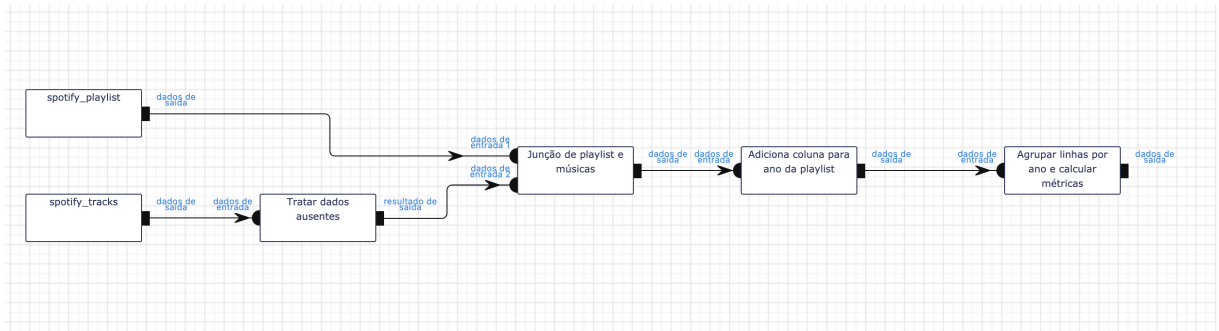 spotify_playlist
dados de
saída
spotify_tracks
dados de
saída
dados de
entrada
Tratar dados
ausentes
resultado de
saída
dados de
entrada 1
dados de
entrada 2
Junção de playlist e
músicas
dados de
saída
dados de
entrada
Adiciona coluna para
ano da playlist
dados de
saída
dados de
entrada
Agrupar linhas por
ano e calcular
métricas
dados de
saída